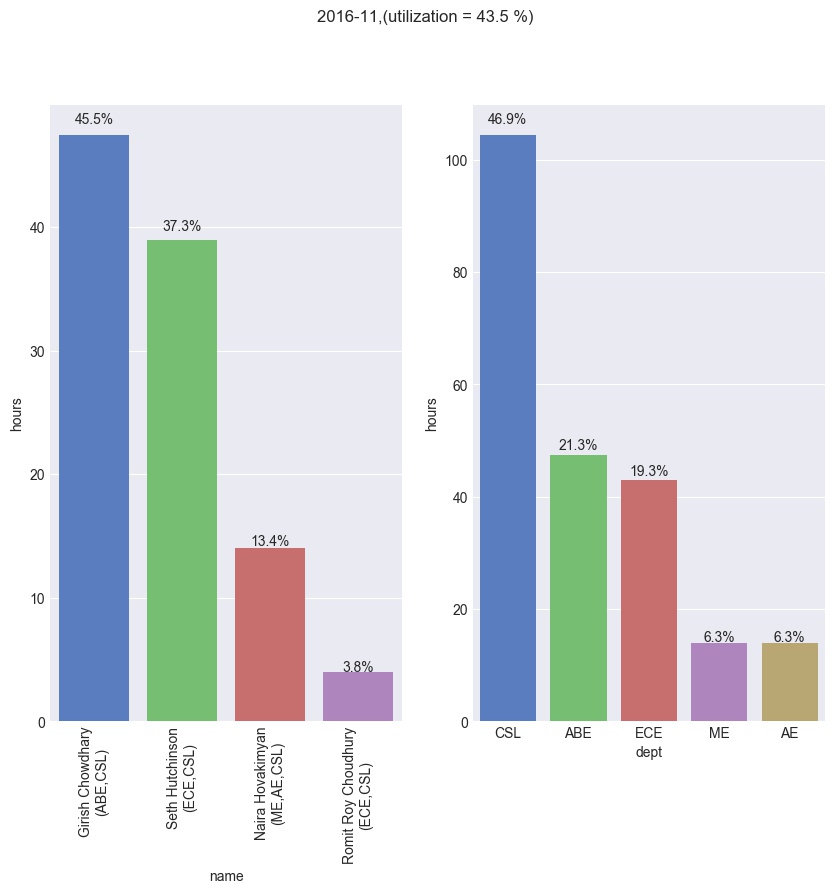 2016-11,(utilization = 43.5 %)
45.5%
37.3%
13.4%
3.8%
40
30
20
10
0
hours
Girish Chowdhary
(ABE,CSL)
Seth Hutchinson
(ECE,CSL)
Naira Hovakimyan
(ME,AE,CSL)
Romit Roy Choudhury
(ECE,CSL)
name
46.9%
21.3%
19.3%
6.3%
6.3%
100
80
60
40
20
0
hours
CSL
ABE
ECE
ME
AE
dept